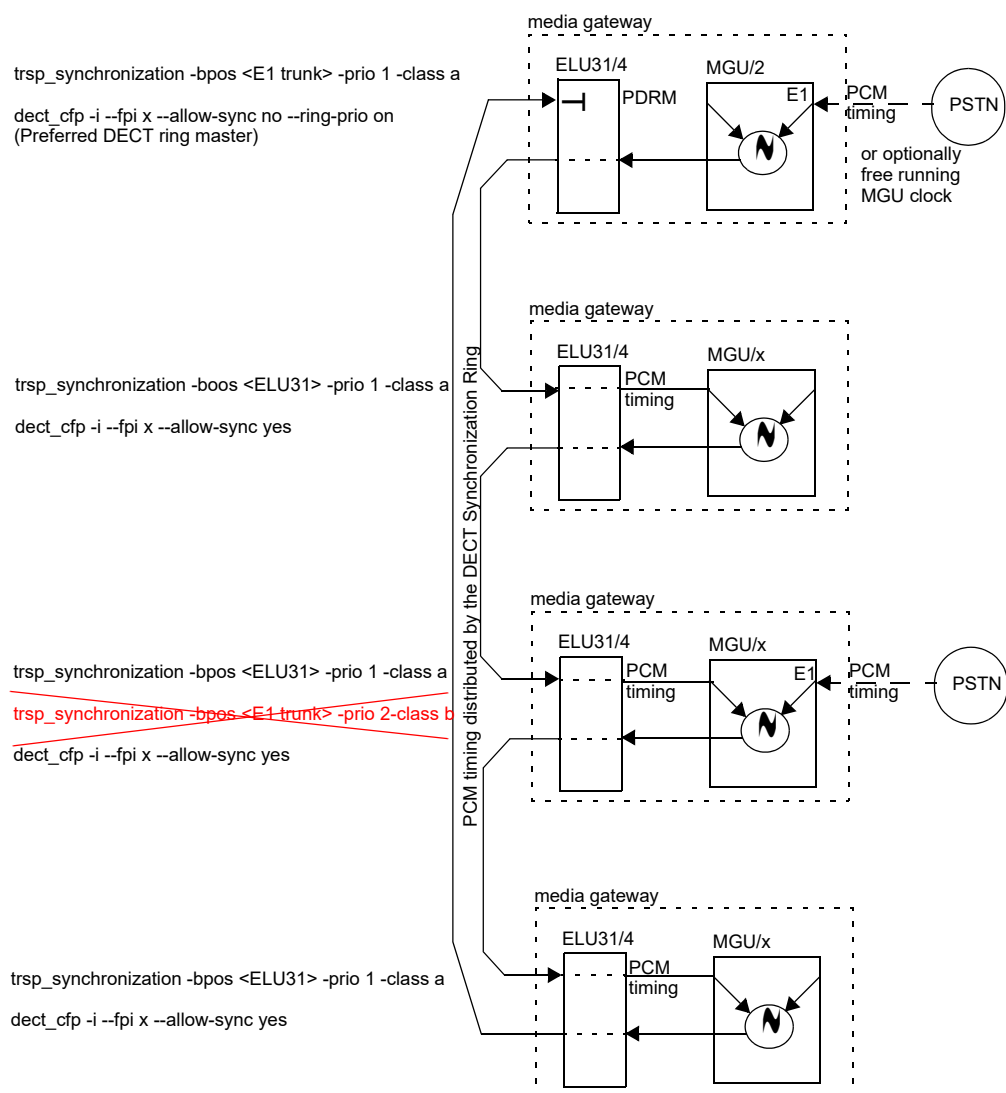 media gateway
trsp_synchronization -bpos <E1 trunk> -prio 1 -class a
dect_cfp -i --fpi x --allow-sync no --ring-prio on
(Preferred DECT ring master)
ELU31/4
PDRM
MGU/2
E1
PCM
timing
PSTN
or optionally
free running
MGU clock
media gateway
trsp_synchronization -boos <ELU31> -prio 1 -class a
dect_cfp -i --fpi x --allow-sync yes
ELU31/4
PCM
timing
MGU/x
PCM timing distributed by the DECT Synchronization Ring
media gateway
trsp_synchronization -bpos <ELU31> -prio 1 -class a
trsp_synchronization -bpos <E1 trunk> -prio 2-class b
dect_cfp -i --fpi x --allow-sync yes
ELU31/4
PCM
timing
MGU/x
E1
PCM
timing
PSTN
media gateway
trsp_synchronization -bpos <ELU31> -prio 1 -class a
dect_cfp -i --fpi x --allow-sync yes
ELU31/4
PCM
timing
MGU/x